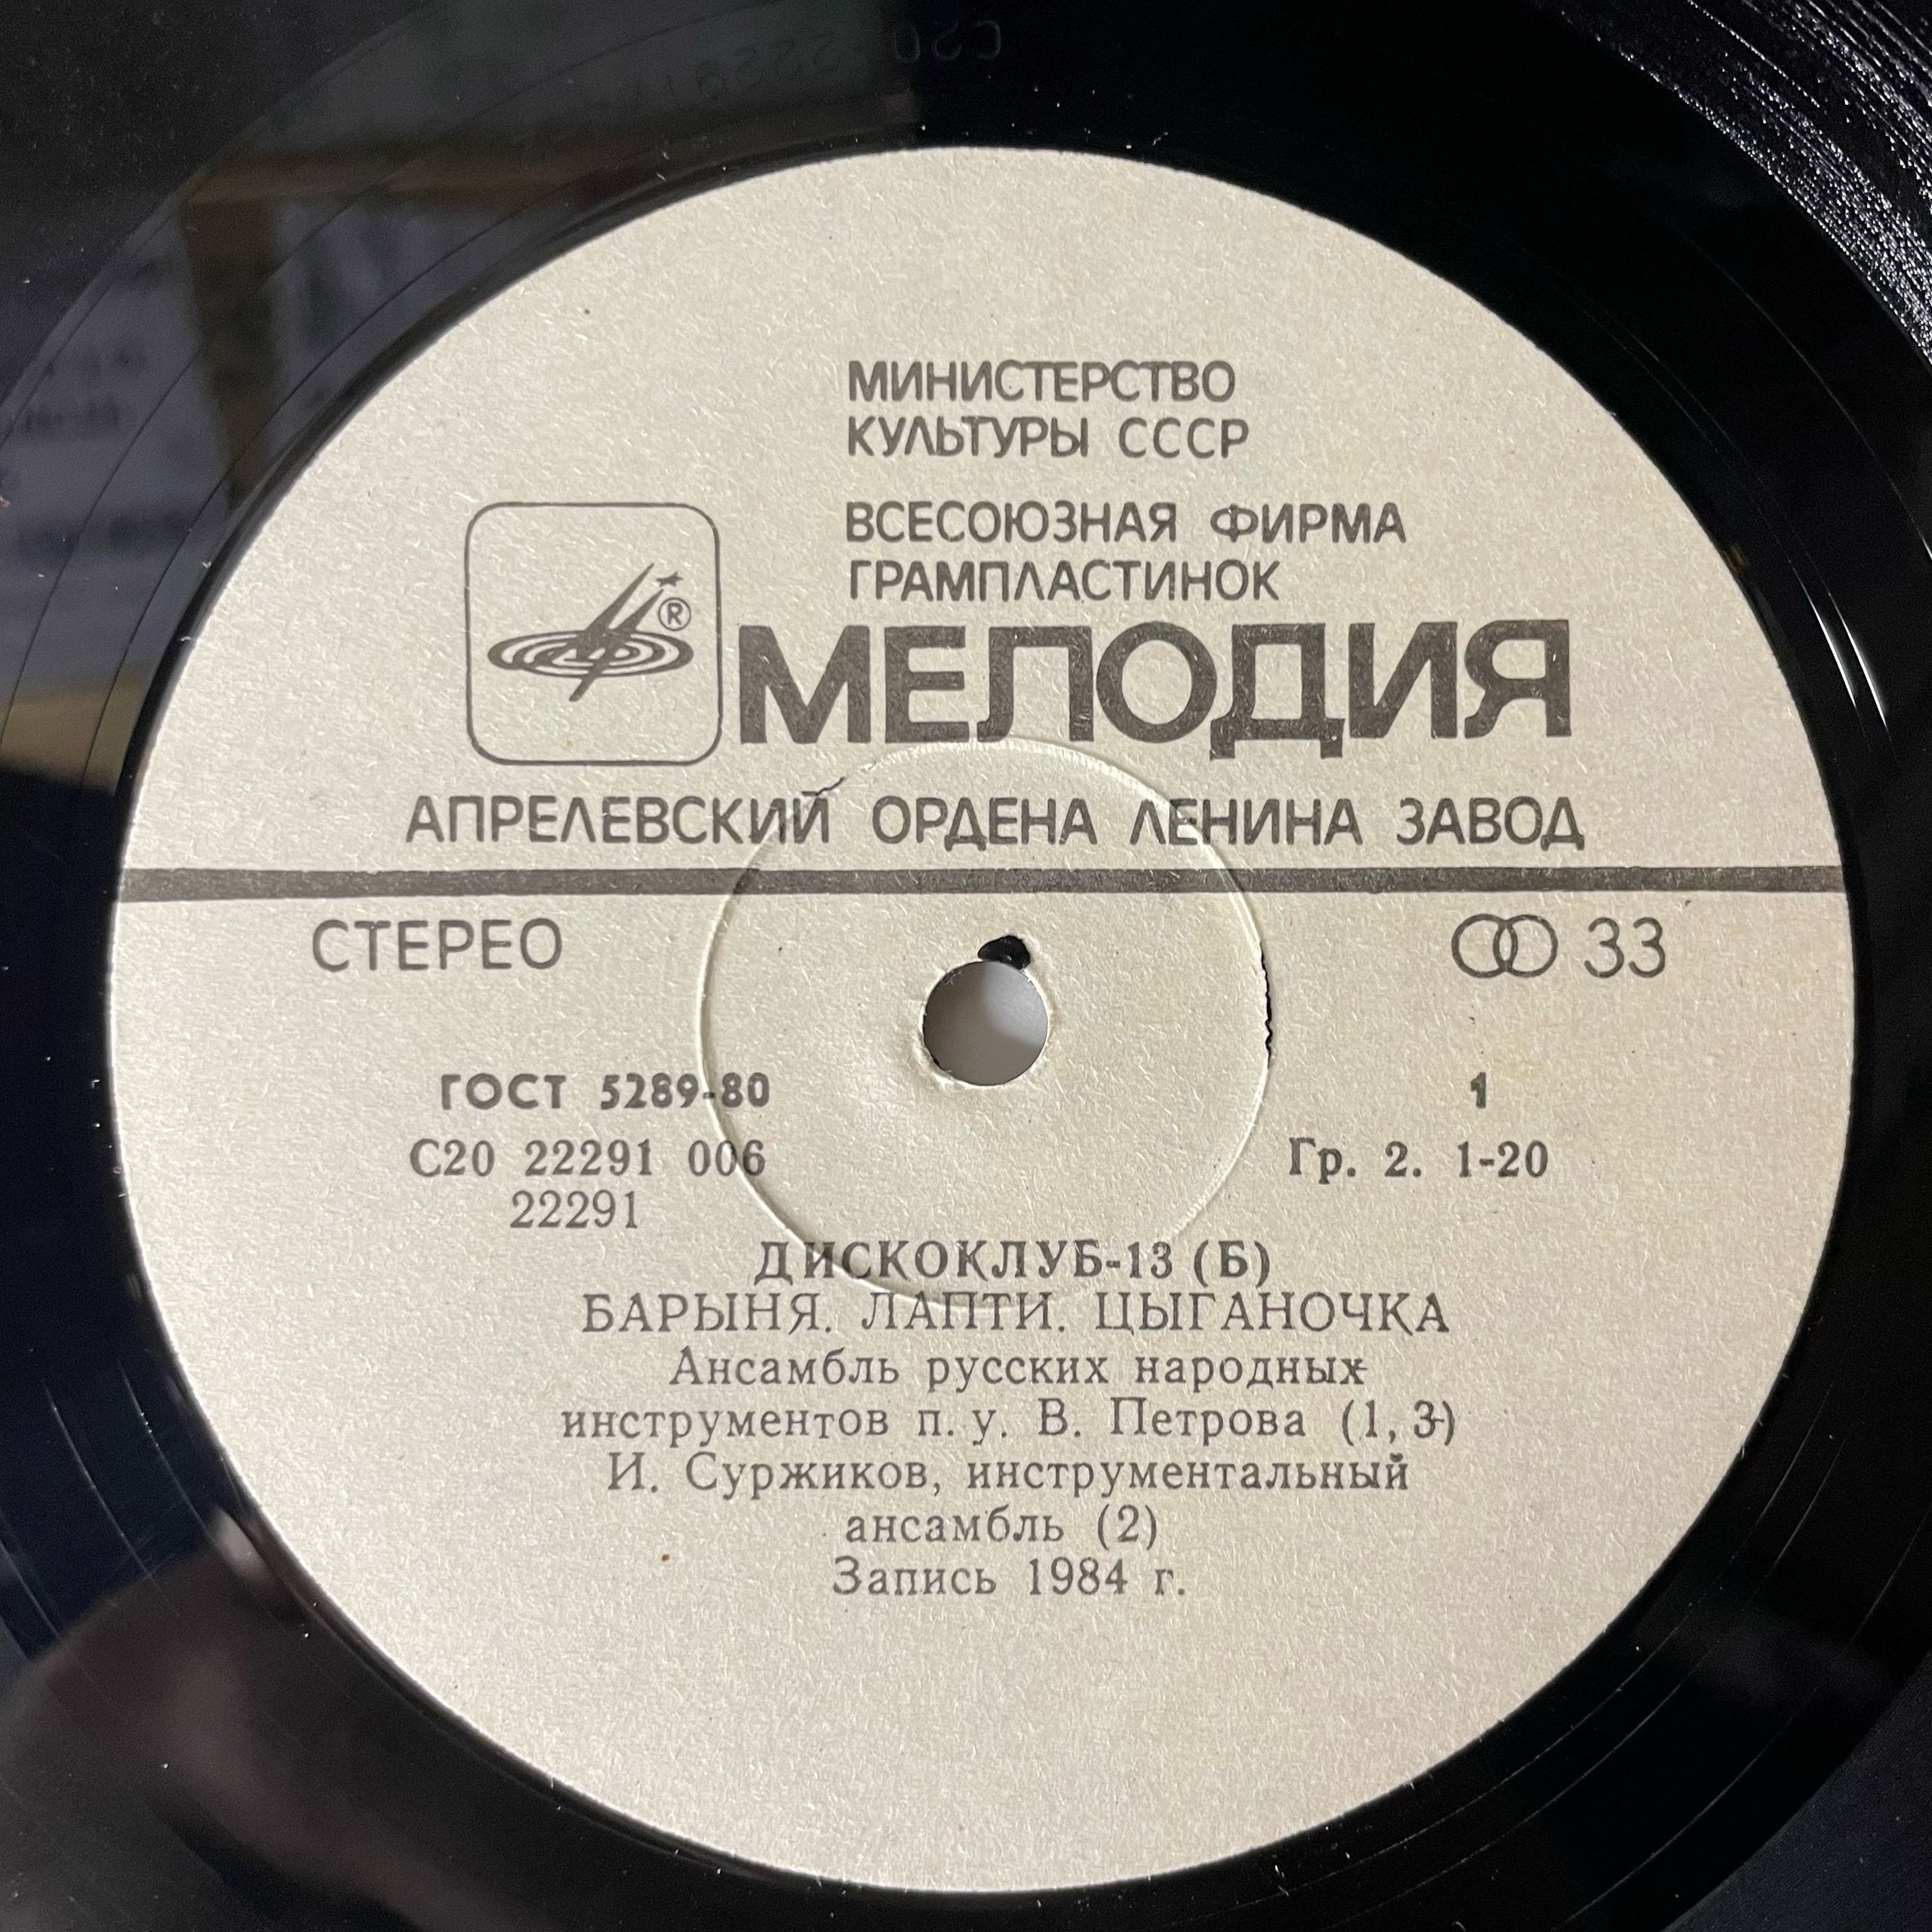 МИНИСТЕРСТВО
КУЛЬТУРЫ СССР
ВСЕСОЮЗНАЯ ФИРМА
ГРАМПЛАСТИНОК
®
МЕЛОДИЯ
АПРЕЛЕВСКИЙ ОРДЕНА ЛЕНИНА ЗАВОД
СТЕРЕО
33
ГОСТ 5289-80
1
С20 22291 006
Гр. 2. 1-20
22291
ДИСКОКЛУБ-13 (Б)
БАРЫНЯ. ЛАПТИ. ЦЫГАНОЧКА
Ансамбль русских народных
инструментов п. у. В. Петрова (1, 3)
И. Суржиков, инструментальный
ансамбль (2)
Запись 1984 г.